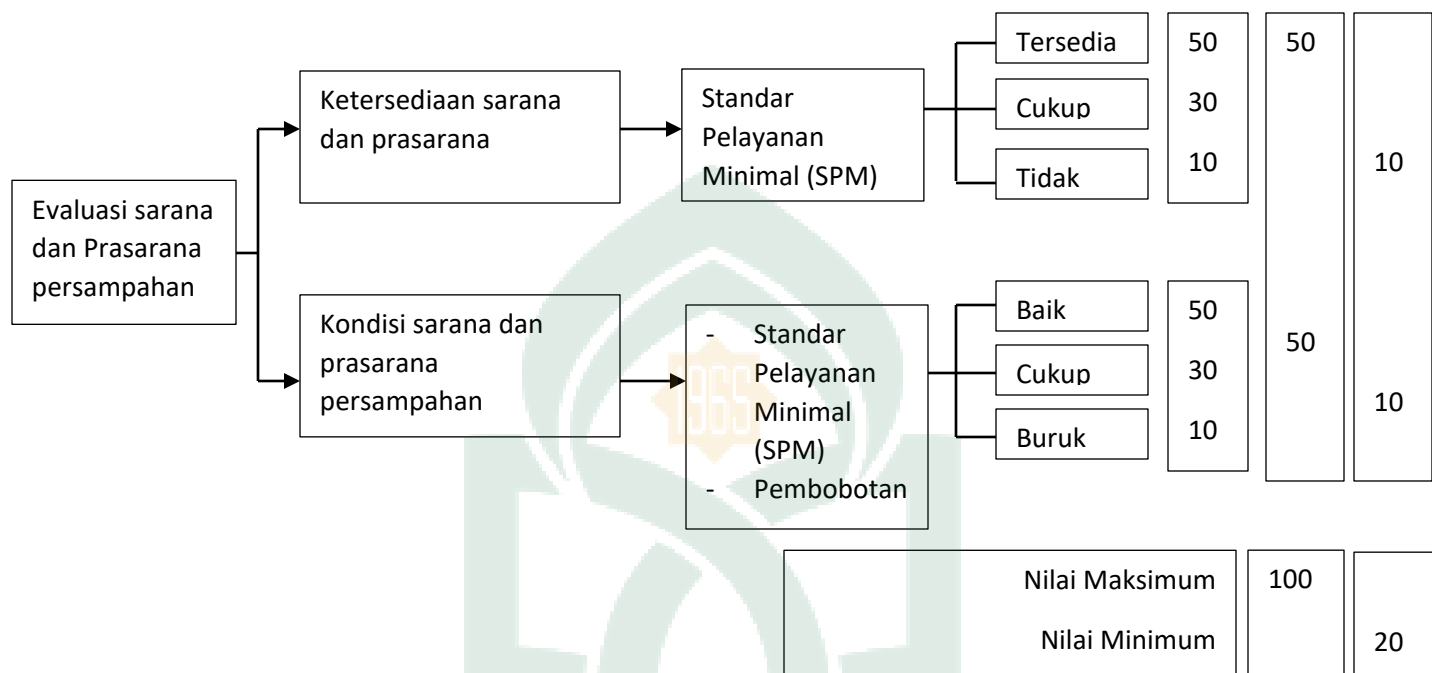 Evaluasi sarana
dan Prasarana
persampahan
Ketersediaan sarana
dan prasarana
Standar
Pelayanan
Minimal (SPM)
Tersedia
Cukup
Tidak
50
30
10
50
10
Kondisi sarana dan
prasarana
persampahan
- Standar
Pelayanan
Minimal
(SPM)
- Pembobotan
Baik
Cukup
Buruk
50
30
10
50
10
1965
Nilai Maksimum
100
Nilai Minimum
20